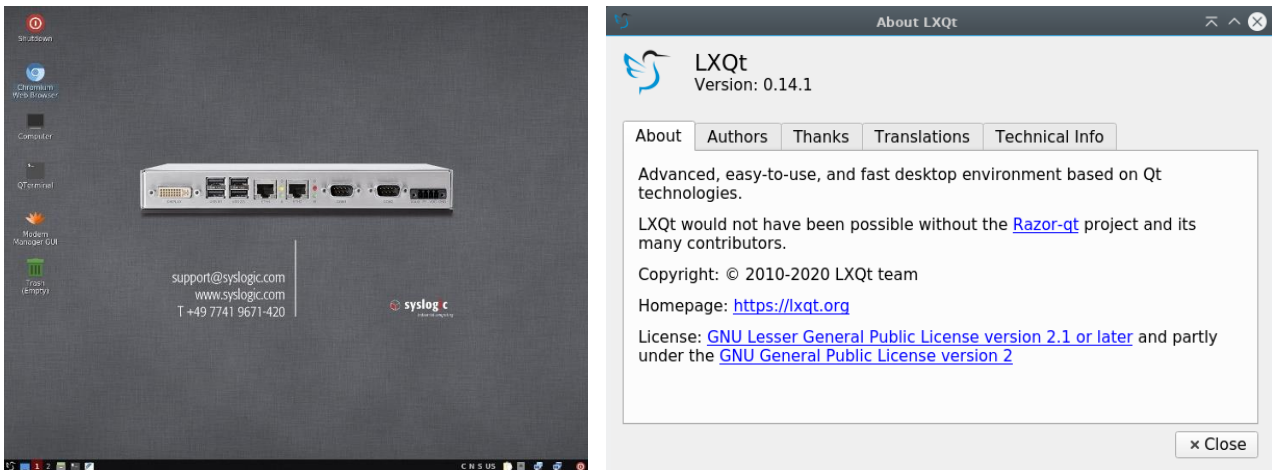 Shutdown
Chromium
Web Browser
Computer
QTerminal
Modem
Manager GUI
Trash
(Empty)
support@syslogic.com
www.syslogic.com
T +49 7741 9671-420
syslogic
1 2
C N S US
About LXQt
LXQt
Version: 0.14.1
About Authors Thanks Translations Technical Info
Advanced, easy-to-use, and fast desktop environment based on Qt
technologies.
LXQt would not have been possible without the Razor-qt project and its
many contributors.
Copyright: © 2010-2020 LXQt team
Homepage: https://lxqt.org
License: GNU Lesser General Public License version 2.1 or later and partly
under the GNU General Public License version 2
× Close